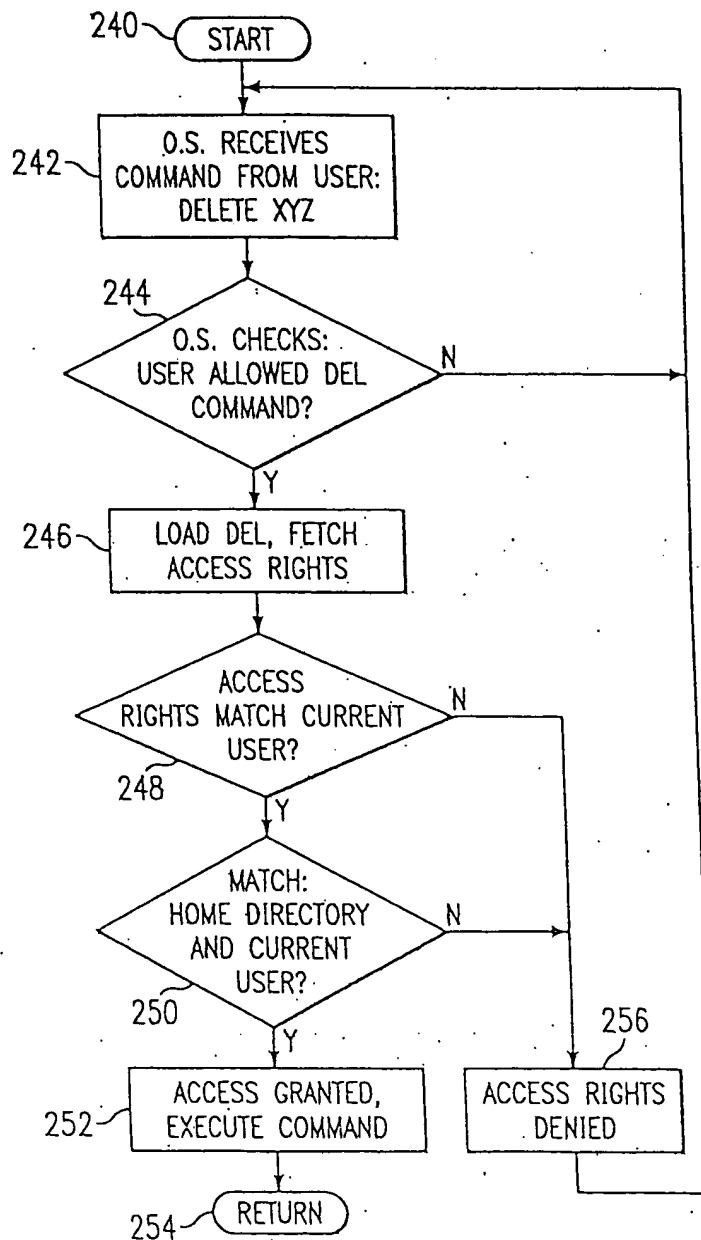 240
START
242
O.S. RECEIVES
COMMAND FROM USER:
DELETE XYZ
244
O.S. CHECKS:
USER ALLOWED DEL
COMMAND?
N
Y
246
LOAD DEL, FETCH
ACCESS RIGHTS
ACCESS
RIGHTS MATCH CURRENT
USER?
N
248
Y
MATCH:
HOME DIRECTORY
AND CURRENT
USER?
N
250
Y
256
252
ACCESS GRANTED,
EXECUTE COMMAND
ACCESS RIGHTS
DENIED
254
RETURN